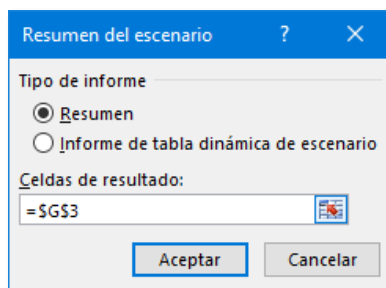 Resumen del escenario ? ×
Tipo de informe
Resumen
Informe de tabla dinámica de escenario
Celdas de resultado:
=$G$3
Aceptar Cancelar